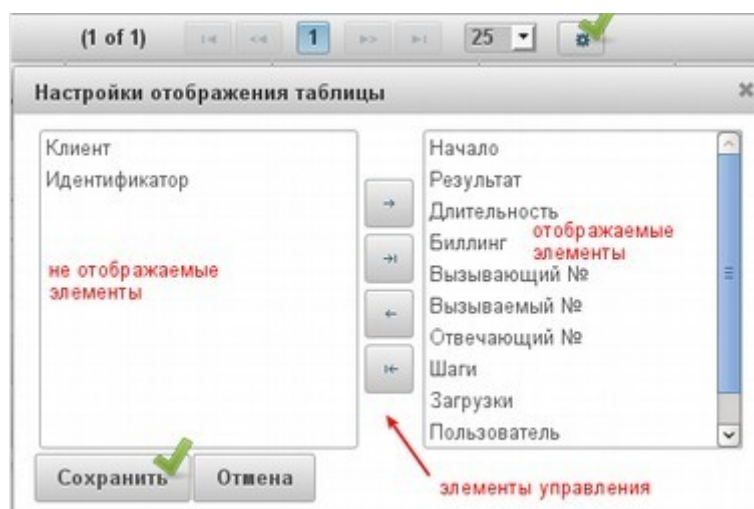 (1 of 1) 1 25
Настройки отображения таблицы
Клиент
Идентификатор
не отображаемые
элементы
Начало
Результат
Длительность
Биллинг
отображаемые
элементы
Вызывающий №
Вызываемый №
Отвечающий №
Шаги
Загрузки
Пользователь
Сохранить Отмена
элементы управления